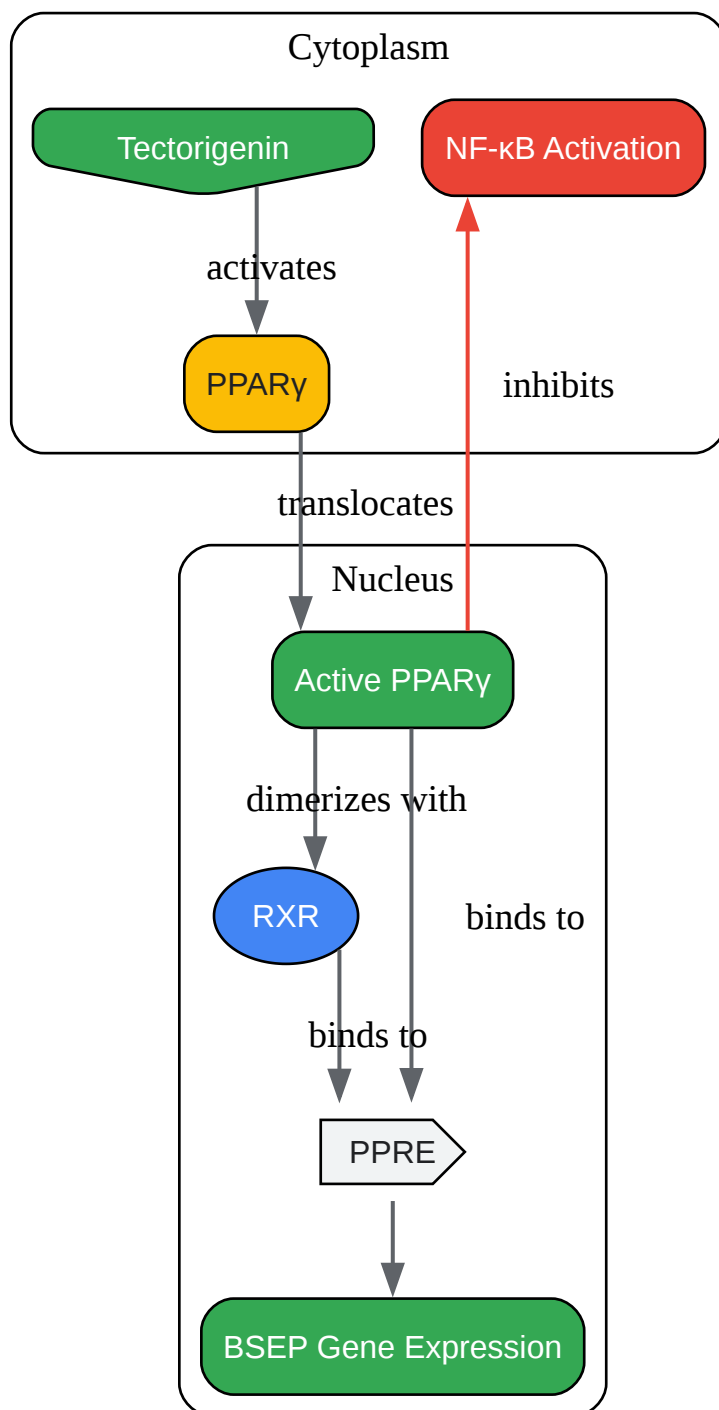 Cytoplasm
Tectorigenin
NF-κB Activation
activates
PPARγ
inhibits
translocates
Nucleus
Active PPARγ
dimerizes with
RXR
binds to
binds to
PPRE
BSEP Gene Expression